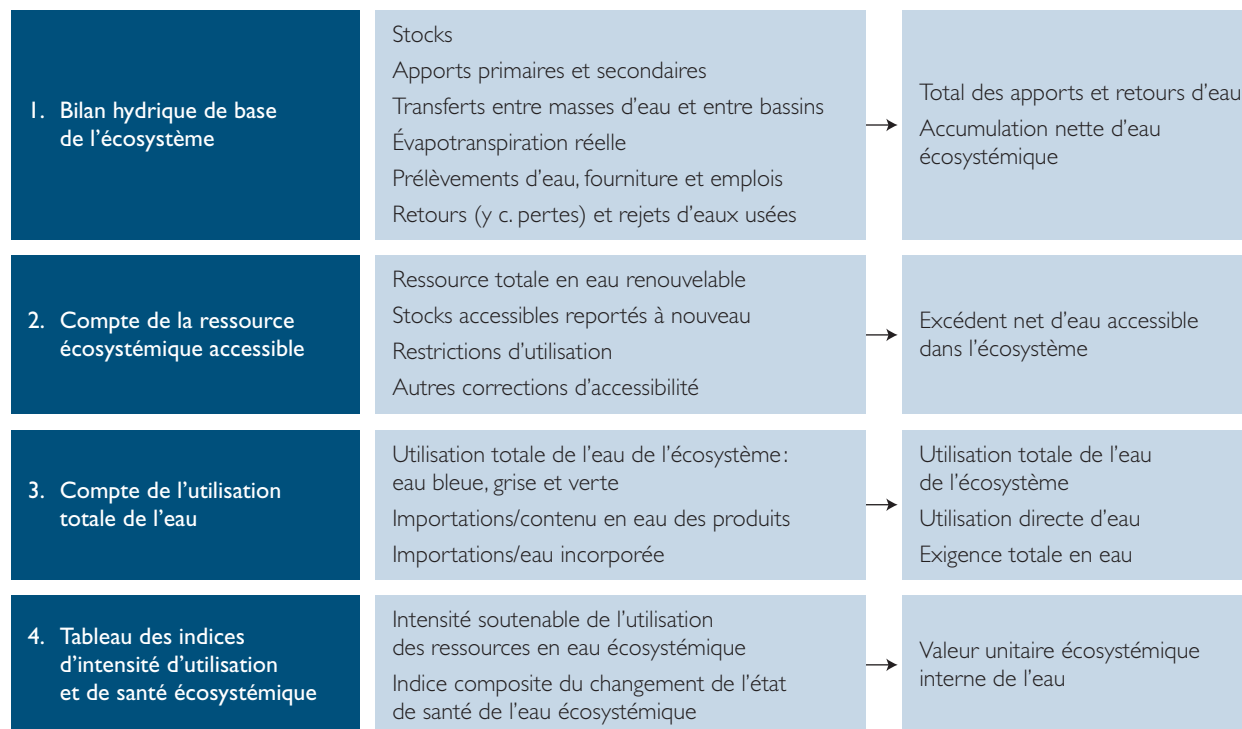 1. Bilan hydrique de base
de l’écosystème
Stocks
Apports primaires et secondaires
Transferts entre masses d’eau et entre bassins
Évapotranspiration réelle
Prélèvements d’eau, fourniture et emplois
Retours (y c. pertes) et rejets d’eaux usées
Total des apports et retours d’eau
Accumulation nette d’eau
écosystémique
2. Compte de la ressource
écosystémique accessible
Ressource totale en eau renouvelable
Stocks accessibles reportés à nouveau
Restrictions d’utilisation
Autres corrections d’accessibilité
Excédent net d’eau accessible
dans l’écosystème
3. Compte de l’utilisation
totale de l’eau
Utilisation totale de l’eau de l’écosystème :
eau bleue, grise et verte
Importations/contenu en eau des produits
Importations/eau incorporée
Utilisation totale de l’eau
de l’écosystème
Utilisation directe d’eau
Exigence totale en eau
4. Tableau des indices
d’intensité d’utilisation
et de santé écosystémique
Intensité soutenable de l’utilisation
des ressources en eau écosystémique
Indice composite du changement de l’état
de santé de l’eau écosystémique
Valeur unitaire écosystémique
interne de l’eau